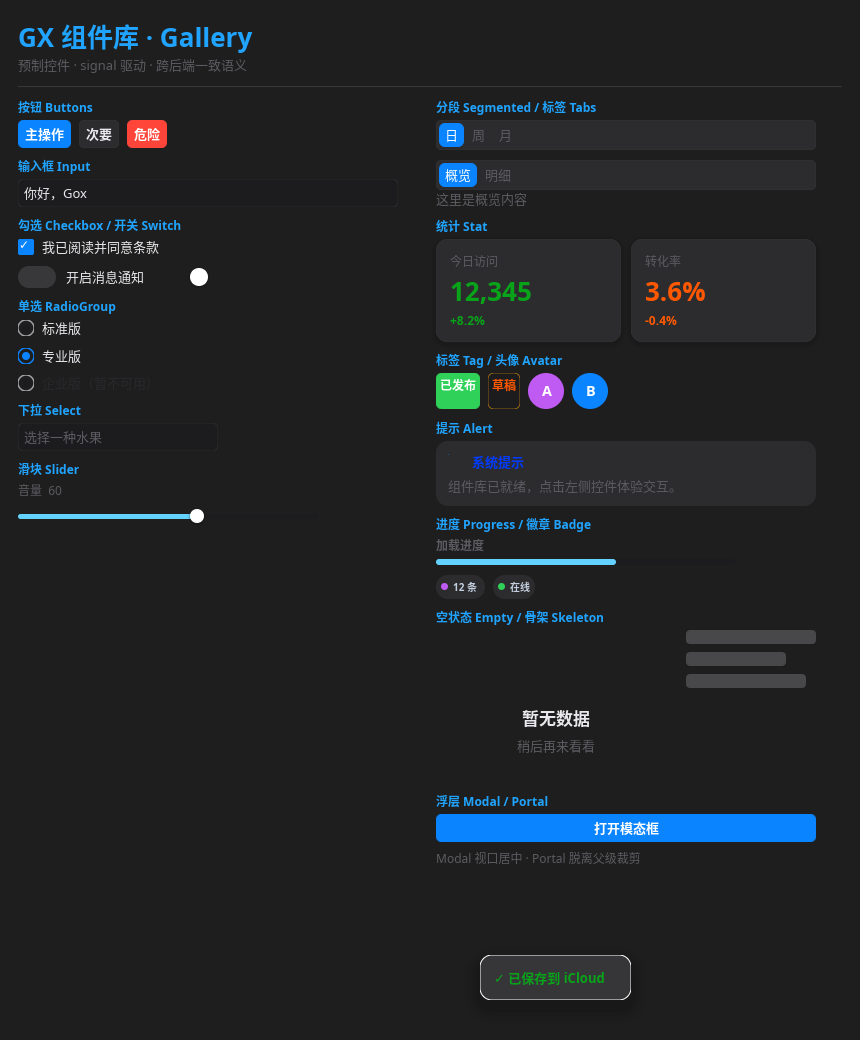 GX 组件库 · Gallery
预制控件 · signal 驱动 · 跨后端一致语义
按钮 Buttons
主操作 次要 危险
输入框 Input
你好，Gox
勾选 Checkbox / 开关 Switch
我已阅读并同意条款
开启消息通知
单选 RadioGroup
标准版
专业版
企业版（暂不可用）
下拉 Select
选择一种水果
滑块 Slider
音量 60
分段 Segmented / 标签 Tabs
日 周 月
概览 明细
这里是概览内容
统计 Stat
今日访问
12,345
+8.2%
转化率
3.6%
-0.4%
标签 Tag / 头像 Avatar
已发布 草稿 A B
提示 Alert
系统提示
组件库已就绪，点击左侧控件体验交互。
进度 Progress / 徽章 Badge
加载进度
12 条 在线
空状态 Empty / 骨架 Skeleton
暂无数据
稍后再来看看
浮层 Modal / Portal
打开模态框
Modal 视口居中 · Portal 脱离父级裁剪
✓ 已保存到 iCloud